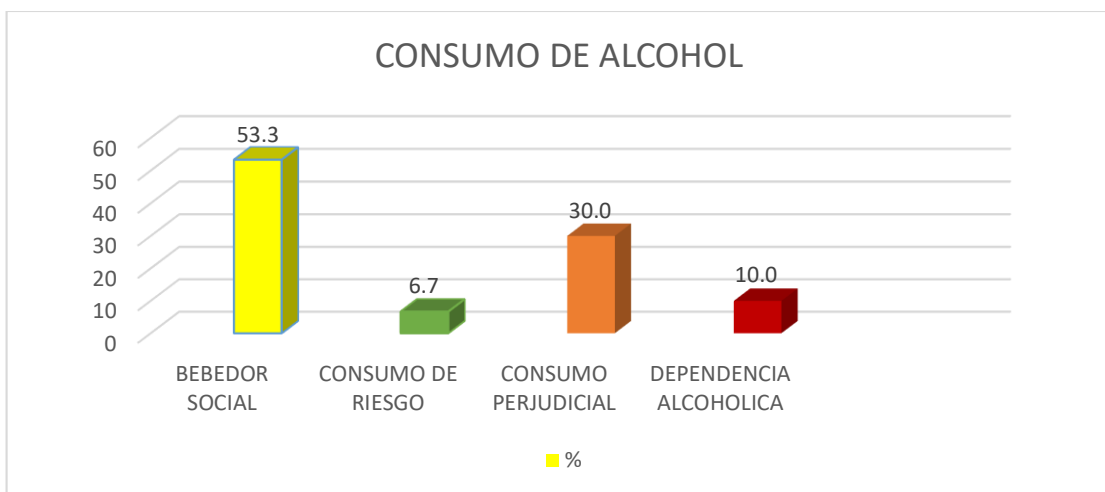 CONSUMO DE ALCOHOL
60
50
40
30
20
10
0
53.3
6.7
30.0
10.0
BEBEDOR
SOCIAL
CONSUMO DE
RIESGO
CONSUMO
PERJUDICIAL
DEPENDENCIA
ALCOHOLICA
%